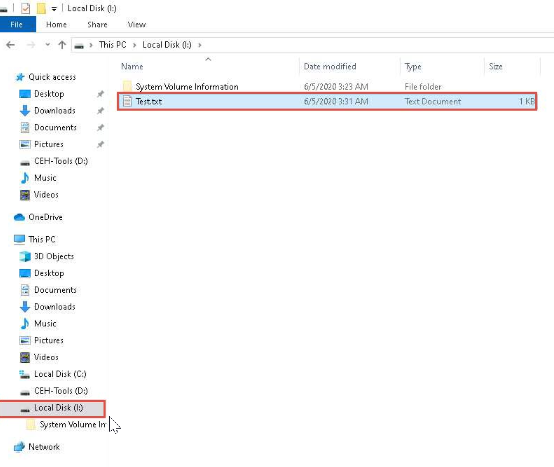 Local Disk (I:)
File Home Share View
This PC Local Disk (I:)
Name Date modified Type Size
System Volume Information 6/5/2020 3:23 AM File folder
Test.txt 6/5/2020 3:31 AM Text Document 1 KB
Quick access
Desktop
Downloads
Documents
Pictures
CEH-Tools (D:)
Music
Videos
OneDrive
This PC
3D Objects
Desktop
Documents
Downloads
Music
Pictures
Videos
Local Disk (C:)
CEH-Tools (D:)
Local Disk (I:)
System Volume In
Network